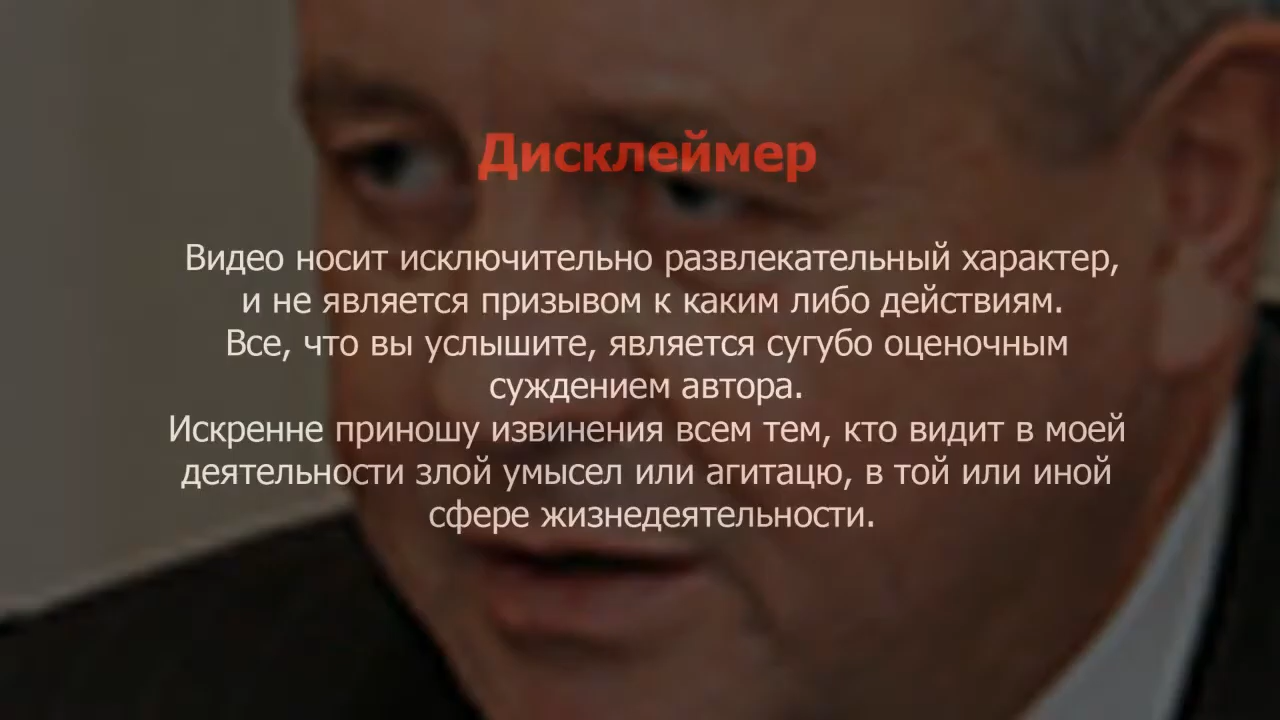 Дисклеймер
Видео носит исключительно развлекательный характер,
и не является призывом к каким либо действиям.
Все, что вы услышите, является сугубо оценочным
суждением автора.
Искренне приношу извинения всем тем, кто видит в моей
деятельности злой умысел или агитацю, в той или иной
сфере жизнедеятельности.